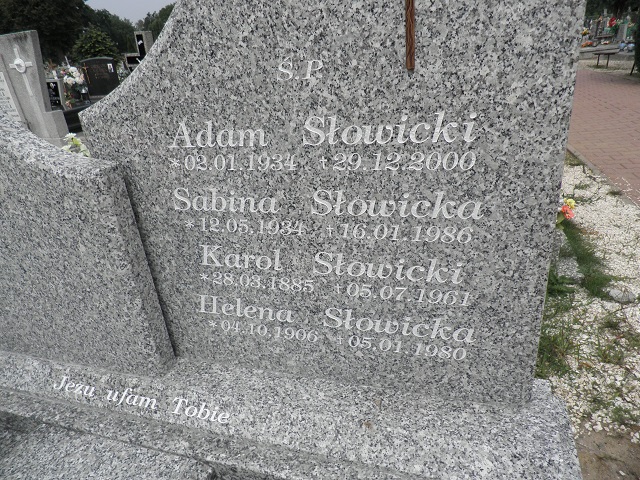 Ś.P.
Adam Słowicki
*02.01.1934 +29.12.2000
Sabina Słowicka
*12.05.1934 +16.01.1986
Karol Słowicki
*28.03.1885 +05.07.1961
Helena Słowicka
*04.10.1906 +05.01.1980
Jezu ufam Tobie